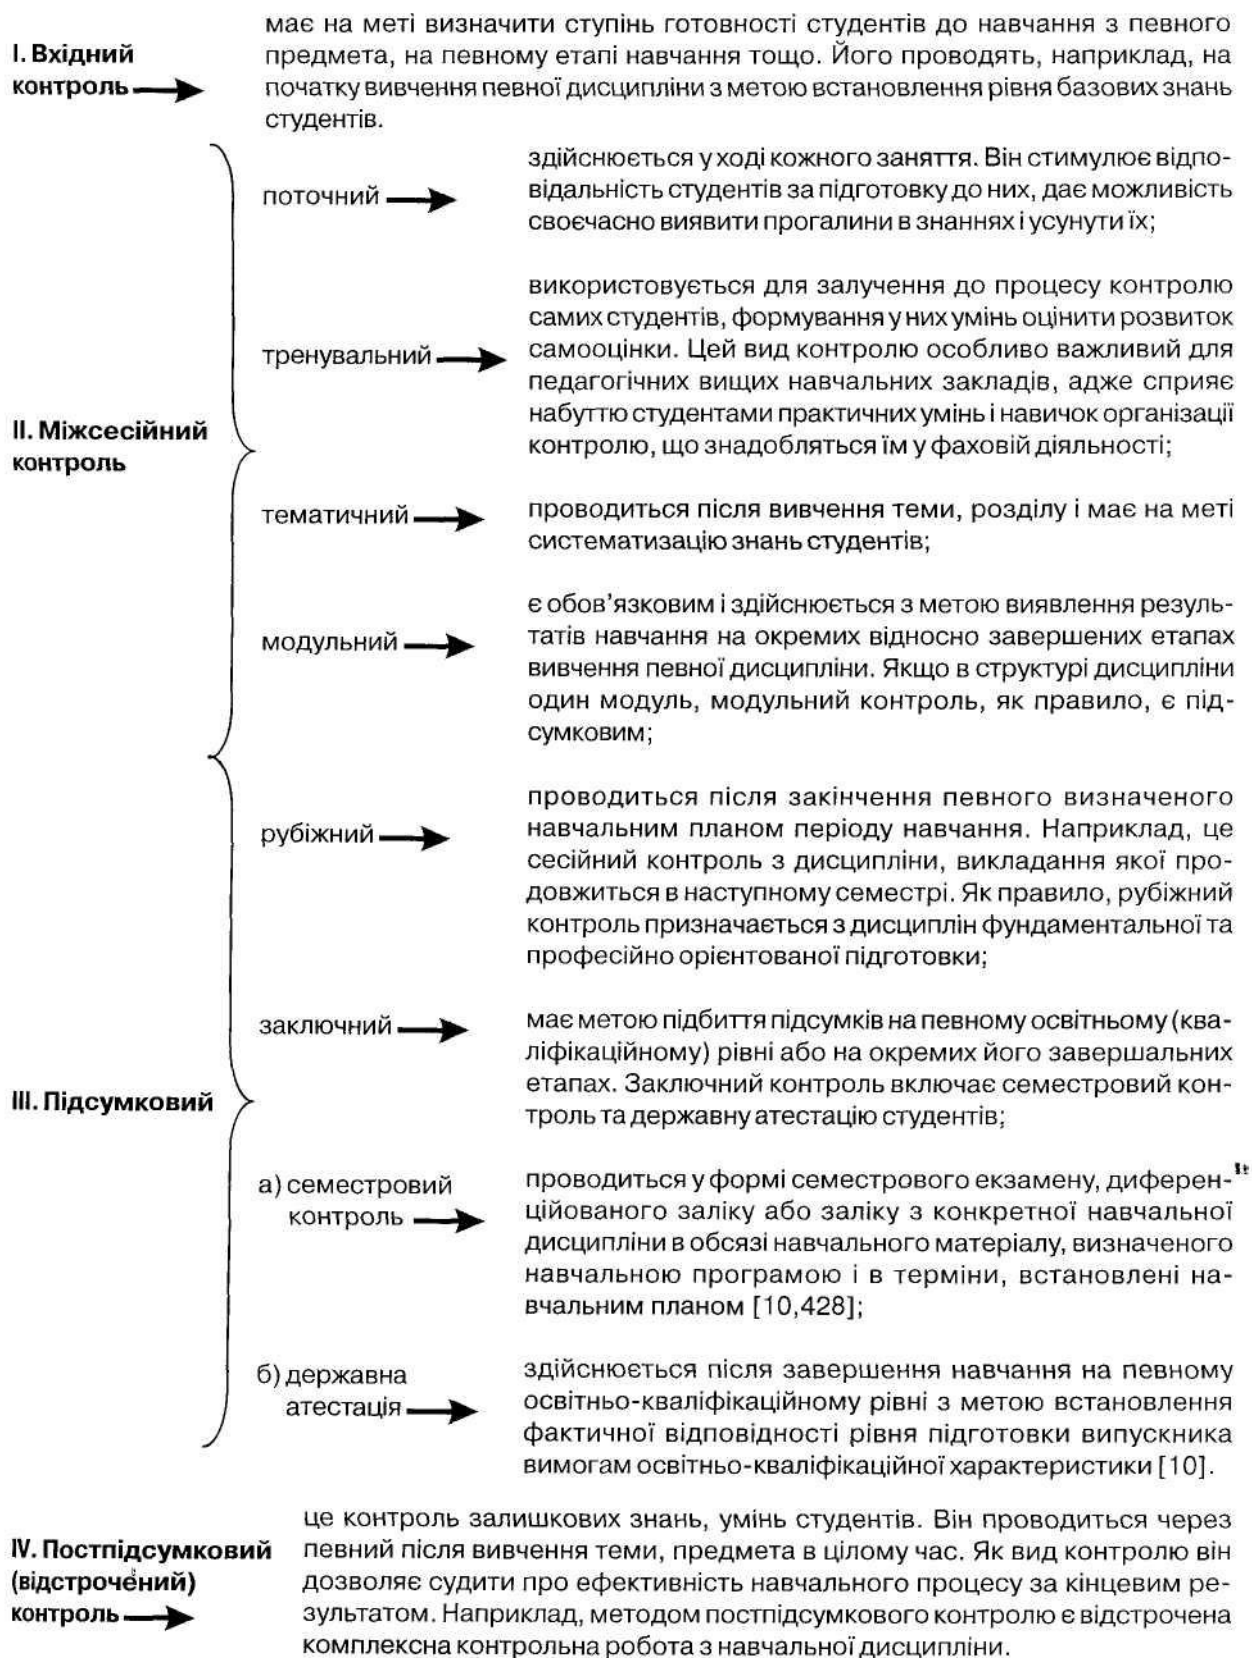 І. Вхідний
контроль
має на меті визначити ступінь готовності студентів до навчання з певного
предмета, на певному етапі навчання тощо. Його проводять, наприклад, на
початку вивчення певної дисципліни з метою встановлення рівня базових знань
студентів.
ІІ. Міжсесійний
контроль
поточний
здійснюється у ході кожного заняття. Він стимулює відпо-
відальність студентів за підготовку до них, дає можливість
своєчасно виявити прогалини в знаннях і усунути їх;
тренувальний
використовується для залучення до процесу контролю
самих студентів, формування у них умінь оцінити розвиток
самооцінки. Цей вид контролю особливо важливий для
педагогічних вищих навчальних закладів, адже сприяє
набуттю студентами практичних умінь і навичок організації
контролю, що знадобляться їм у фаховій діяльності;
тематичний
проводиться після вивчення теми, розділу і має на меті
систематизацію знань студентів;
модульний
є обов’язковим і здійснюється з метою виявлення резуль-
татів навчання на окремих відносно завершених етапах
вивчення певної дисципліни. Якщо в структурі дисципліни
один модуль, модульний контроль, як правило, є під-
сумковим;
ІІІ. Підсумковий
рубіжний
проводиться після закінчення певного визначеного
навчальним планом періоду навчання. Наприклад, це
сесійний контроль з дисципліни, викладання якої про-
довжиться в наступному семестрі. Як правило, рубіжний
контроль призначається з дисциплін фундаментальної та
професійно орієнтованої підготовки;
заключний
має метою підбиття підсумків на певному освітньому (ква-
ліфікаційному) рівні або на окремих його завершальних
етапах. Заключний контроль включає семестровий кон-
троль та державну атестацію студентів;
а) семестровий
контроль
проводиться у формі семестрового екзамену, диферен-
ційованого заліку або заліку з конкретної навчальної
дисципліни в обсязі навчального матеріалу, визначеного
навчальною програмою і в терміни, встановлені на-
вчальним планом [10,428];
б) державна
атестація
здійснюється після завершення навчання на певному
освітньо-кваліфікаційному рівні з метою встановлення
фактичної відповідності рівня підготовки випускника
вимогам освітньо-кваліфікаційної характеристики [10].
IV. Постпідсумковий
(відстрочений)
контроль
це контроль залишкових знань, умінь студентів. Він проводиться через
певний після вивчення теми, предмета в цілому час. Як вид контролю він
дозволяє судити про ефективність навчального процесу за кінцевим ре-
зультатом. Наприклад, методом постпідсумкового контролю є відстрочена
комплексна контрольна робота з навчальної дисципліни.